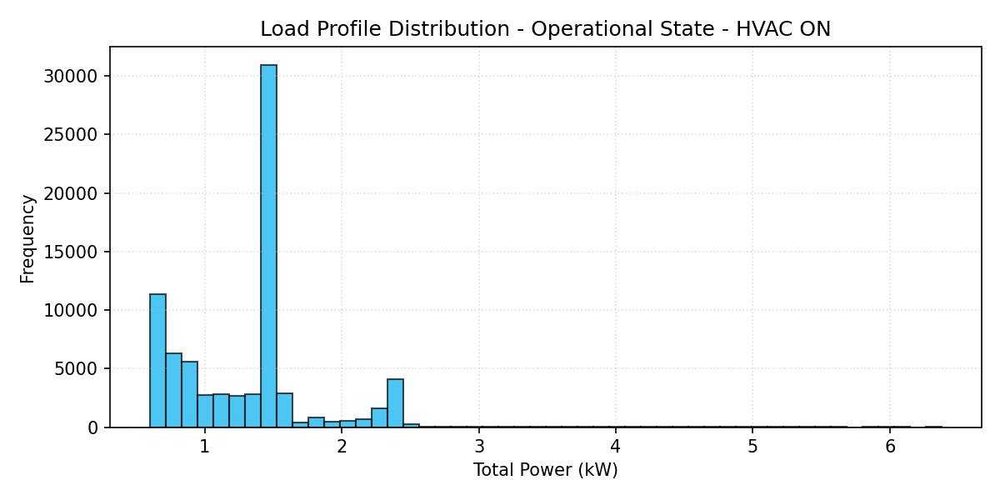 Load Profile Distribution - Operational State - HVAC ON
Frequency
30000
25000
20000
15000
10000
5000
0
1 2 3 4 5 6
Total Power (kW)